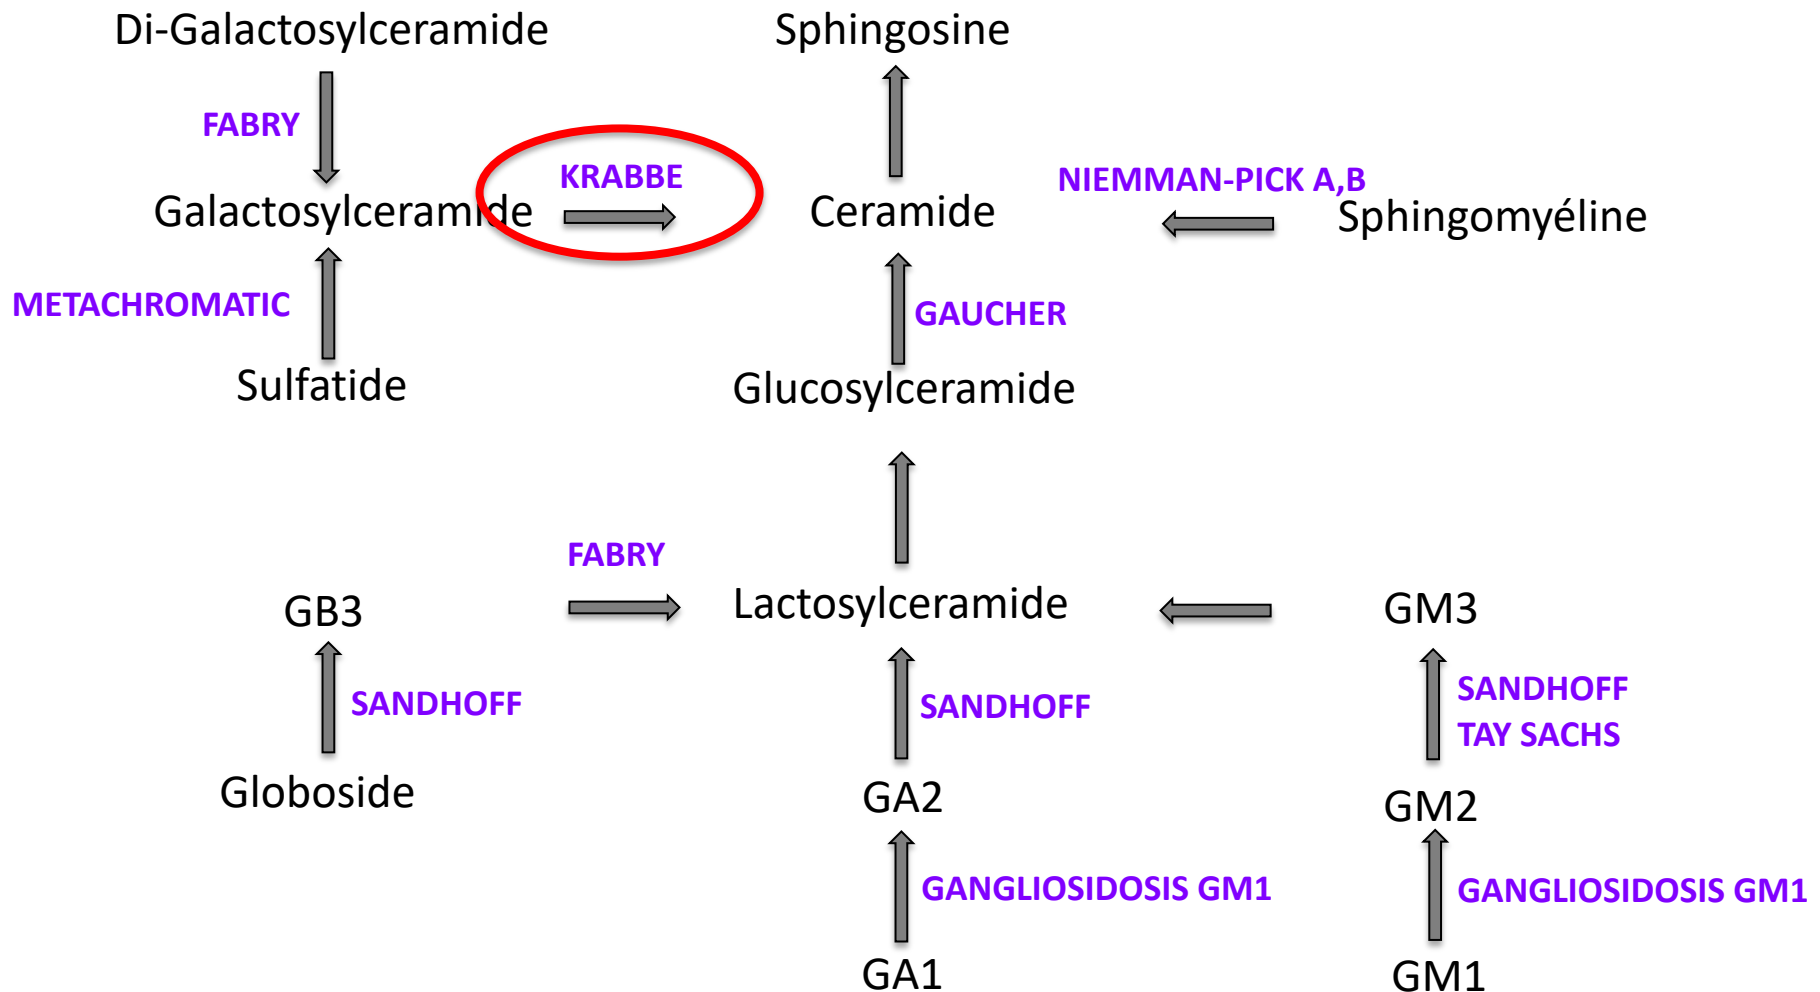 Di-Galactosylceramide
Sphingosine
FABRY
KRABBE
NIEMMAN-PICK A,B
Galactosylceramide
Ceramide
Sphingomyéline
METACHROMATIC
GAUCHER
Sulfatide
Glucosylceramide
FABRY
GB3
Lactosylceramide
GM3
SANDHOFF
SANDHOFF
SANDHOFF
TAY SACHS
Globoside
GA2
GM2
GANGLIOSIDOSIS GM1
GANGLIOSIDOSIS GM1
GA1
GM1